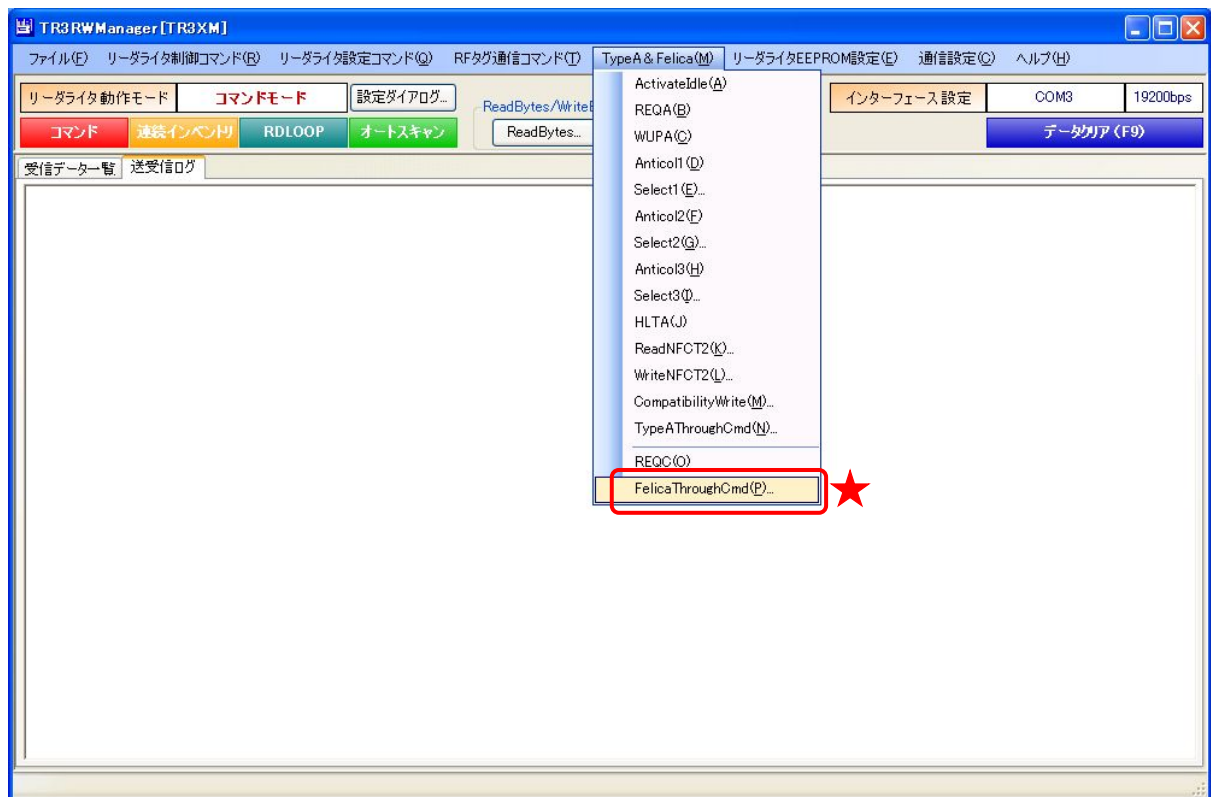 TR3RWManager[TR3XM]
ファイル(F) リーダライタ制御コマンド(R) リーダライタ設定コマンド(Q) RFタグ通信コマンド(T) TypeA & Felica(M) リーダライタEEPROM設定(E) 通信設定(C) ヘルプ(H)
リーダライタ動作モード コマンドモード 設定ダイアログ... ReadBytes/Write インターフェース設定 COM3 19200bps
コマンド 連続インベントリ RDLOOP オートスキャン ReadBytes... データクリア (F9)
受信データ一覧 送受信ログ
ActivateIdle(A)
REQA(B)
WUPA(C)
Anticol1(D)
Select1(E)...
Anticol2(F)
Select2(G)...
Anticol3(H)
Select3(I)...
HLTA(J)
ReadNFCT2(K)...
WriteNFCT2(L)...
CompatibilityWrite(M)...
TypeAThroughCmd(N)...
REQC(O)
FelicaThroughCmd(P)...